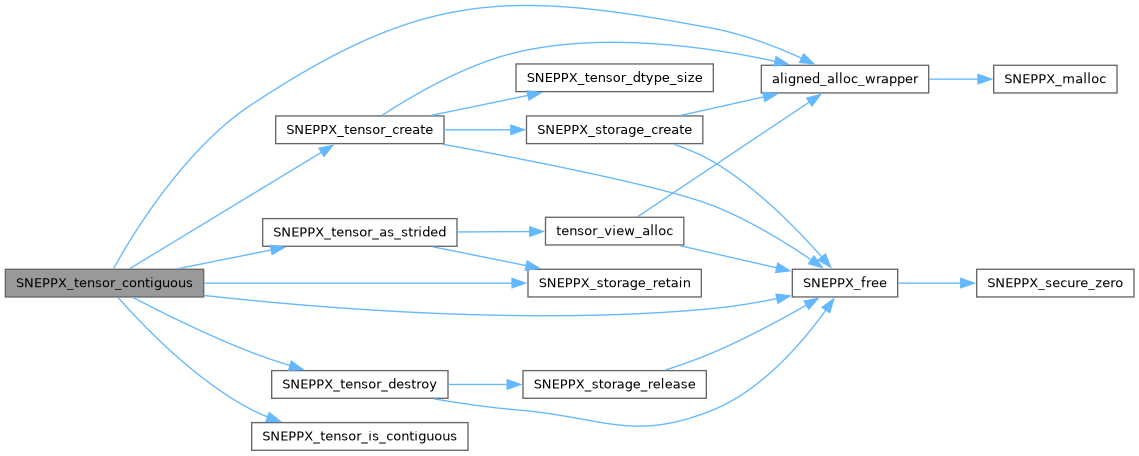 SNEPPX_tensor_contiguous
SNEPPX_tensor_create
SNEPPX_tensor_as_strided
SNEPPX_tensor_destroy
SNEPPX_tensor_is_contiguous
SNEPPX_tensor_dtype_size
SNEPPX_storage_create
tensor_view_alloc
SNEPPX_storage_retain
SNEPPX_storage_release
aligned_alloc_wrapper
SNEPPX_free
SNEPPX_malloc
SNEPPX_secure_zero